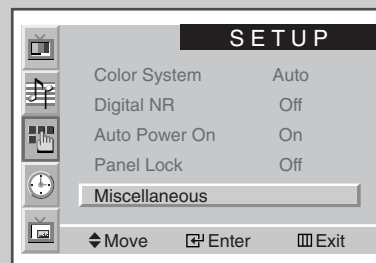 SETUP
Color System Auto
Digital NR Off
Auto Power On On
Panel Lock Off
Miscellaneous
Move Enter Exit